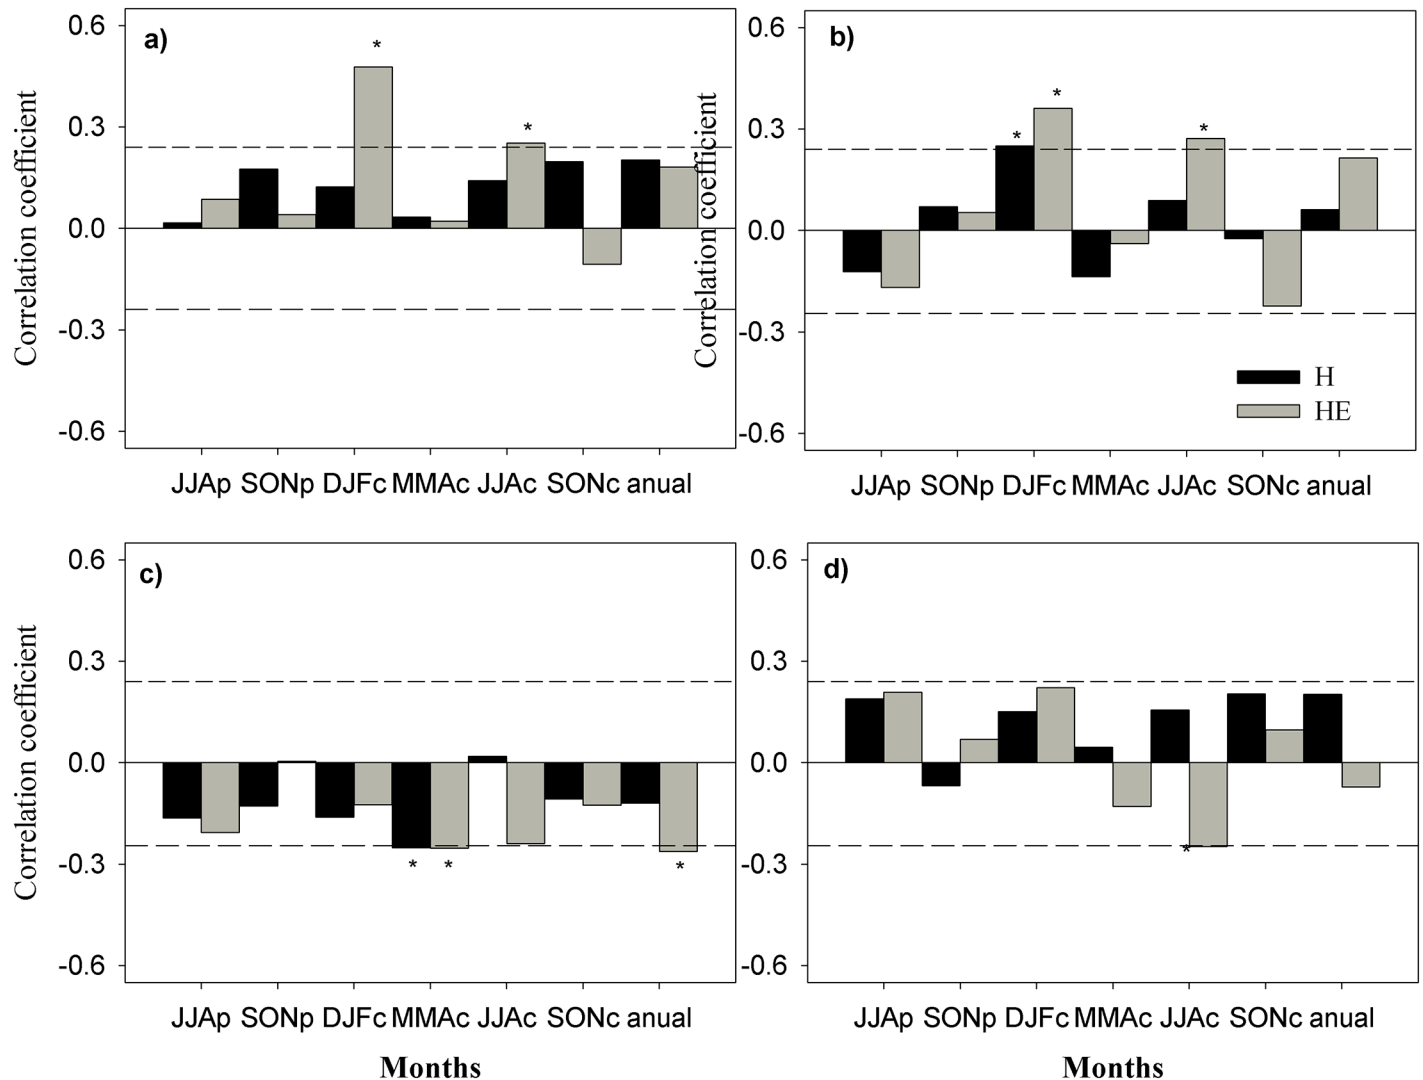 a)
Correlation coefficient
0.6
0.3
0.0
-0.3
-0.6
*
*
JJAp SONp DJFc MMAc JJAc SONc anual
b)
Correlation coefficient
0.6
0.3
0.0
-0.3
-0.6
*
*
*
H
HE
JJAp SONp DJFc MMAc JJAc SONc anual
c)
Correlation coefficient
0.6
0.3
0.0
-0.3
-0.6
* * *
JJAp SONp DJFc MMAc JJAc SONc anual
Months
d)
0.6
0.3
0.0
-0.3
-0.6
*
JJAp SONp DJFc MMAc JJAc SONc anual
Months